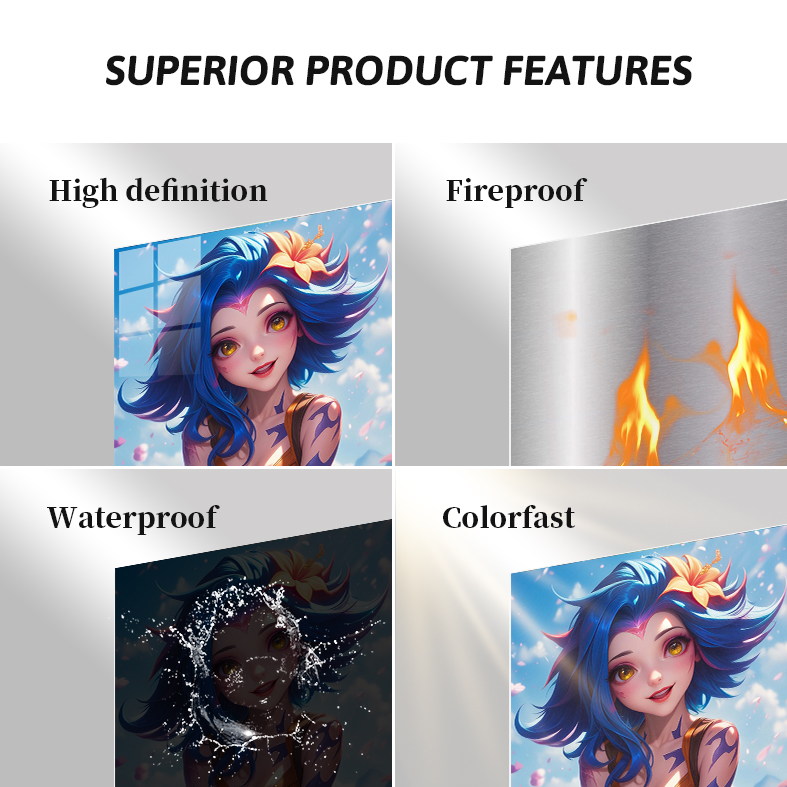 SUPERIOR PRODUCT FEATURES
High definition
Fireproof
Waterproof
Colorfast